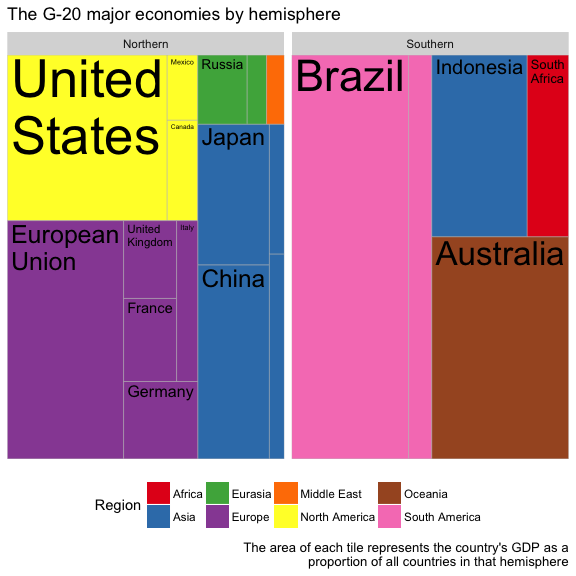 The G-20 major economies by hemisphere
Northern
Southern
United
States
Mexico
Canada
Russia
Japan
China
European
Union
United
Kingdom
Italy
France
Germany
Brazil
Indonesia
South
Africa
Australia
Region
Africa
Eurasia
Middle East
Oceania
Asia
Europe
North America
South America
The area of each tile represents the country's GDP as a
proportion of all countries in that hemisphere